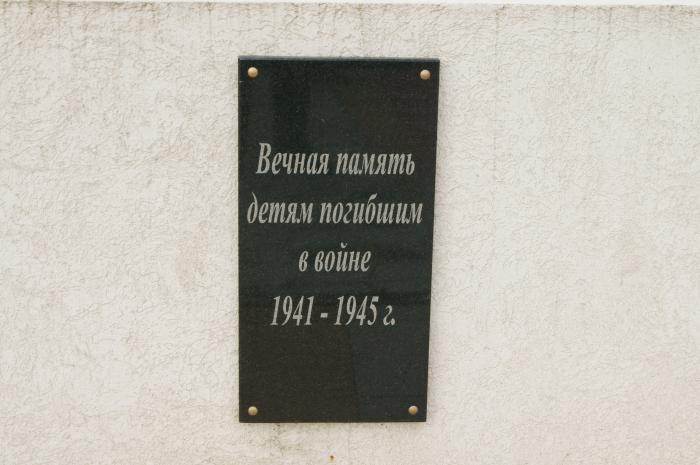 Вечная память
детям погибшим
в войне
1941 - 1945 г.